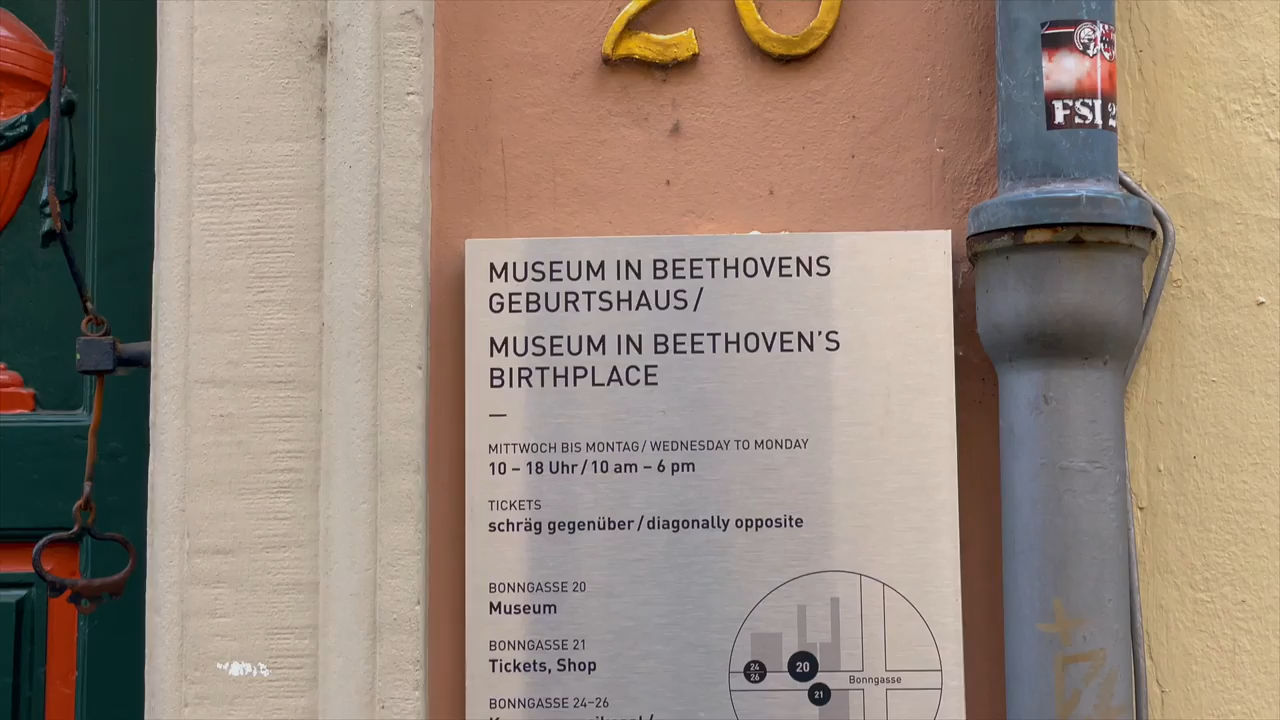 20
FSI
MUSEUM IN BEETHOVENS
GEBURTSHAUS/
MUSEUM IN BEETHOVEN'S
BIRTHPLACE
—
MITTWOCH BIS MONTAG/WEDNESDAY TO MONDAY
10 – 18 Uhr/10 am – 6 pm
TICKETS
schräg gegenüber/diagonally opposite
BONNGASSE 20
Museum
BONNGASSE 21
Tickets, Shop
BONNGASSE 24–26
24
26
20
21
Bonngasse